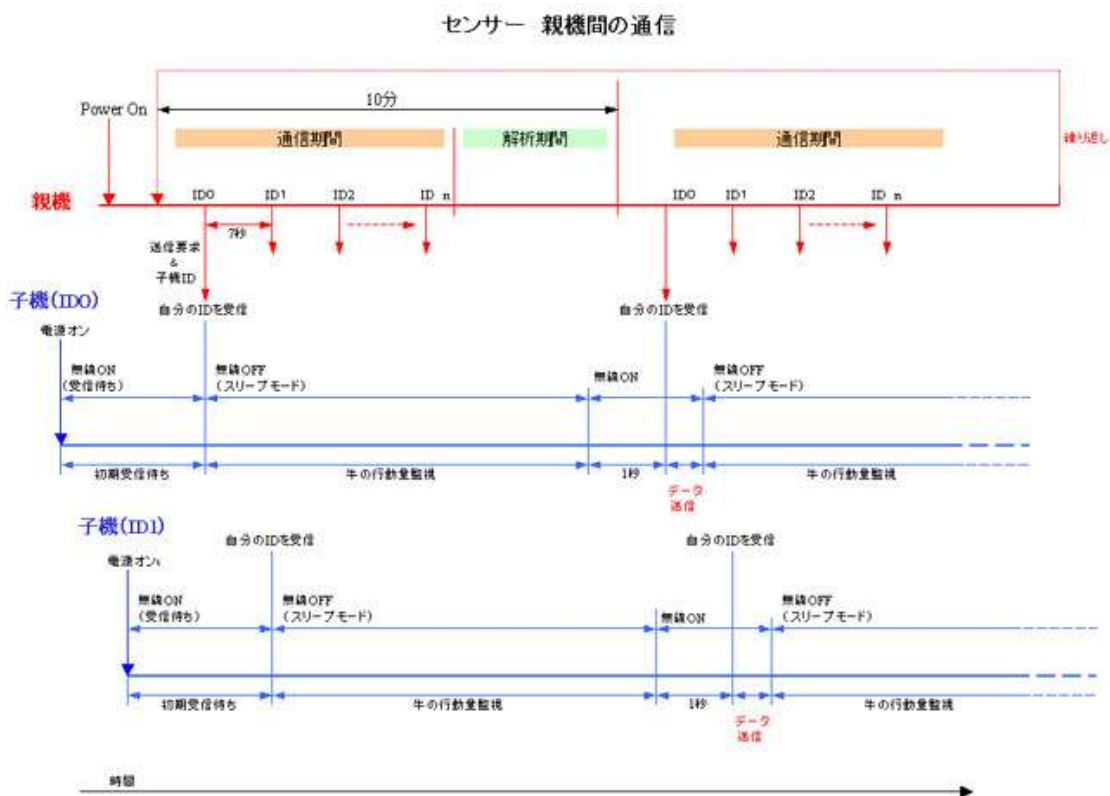 センサー 親機間の通信
10分
Power On
通信期間
解析期間
通信期間
繰り返し
ID0
ID1
ID2
ID n
ID0
ID1
ID2
ID n
親機
7秒
送信要求
&
子機ID
子機(ID0)
自分のIDを受信
自分のIDを受信
電源オン
無線ON
(受信待ち)
無線OFF
(スリープモード)
無線ON
無線OFF
(スリープモード)
初期受信待ち
牛の行動量監視
1秒
牛の行動量監視
データ
送信
子機(ID1)
自分のIDを受信
自分のIDを受信
電源オン
無線ON
(受信待ち)
無線OFF
(スリープモード)
無線ON
無線OFF
(スリープモード)
初期受信待ち
牛の行動量監視
1秒
牛の行動量監視
データ
送信
時間